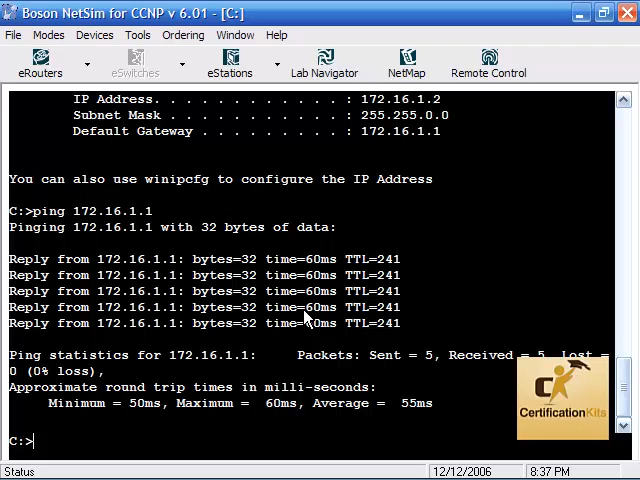 Boson NetSim for CCNP v 6.01 - [C:]
File Modes Devices Tools Ordering Window Help
eRouters eSwitches eStations Lab Navigator NetMap Remote Control
IP Address. . . . . . . . . . . . : 172.16.1.2
Subnet Mask . . . . . . . . . . . : 255.255.0.0
Default Gateway . . . . . . . . . : 172.16.1.1
You can also use winipcfg to configure the IP Address
C:>ping 172.16.1.1
Pinging 172.16.1.1 with 32 bytes of data:
Reply from 172.16.1.1: bytes=32 time=60ms TTL=241
Reply from 172.16.1.1: bytes=32 time=60ms TTL=241
Reply from 172.16.1.1: bytes=32 time=60ms TTL=241
Reply from 172.16.1.1: bytes=32 time=60ms TTL=241
Reply from 172.16.1.1: bytes=32 time=60ms TTL=241
Ping statistics for 172.16.1.1: Packets: Sent = 5, Received = 5, Lost =
0 (0% loss),
Approximate round trip times in milli-seconds:
Minimum = 50ms, Maximum = 60ms, Average = 55ms
CertificationKits
C:>
Status 12/12/2006 8:37 PM